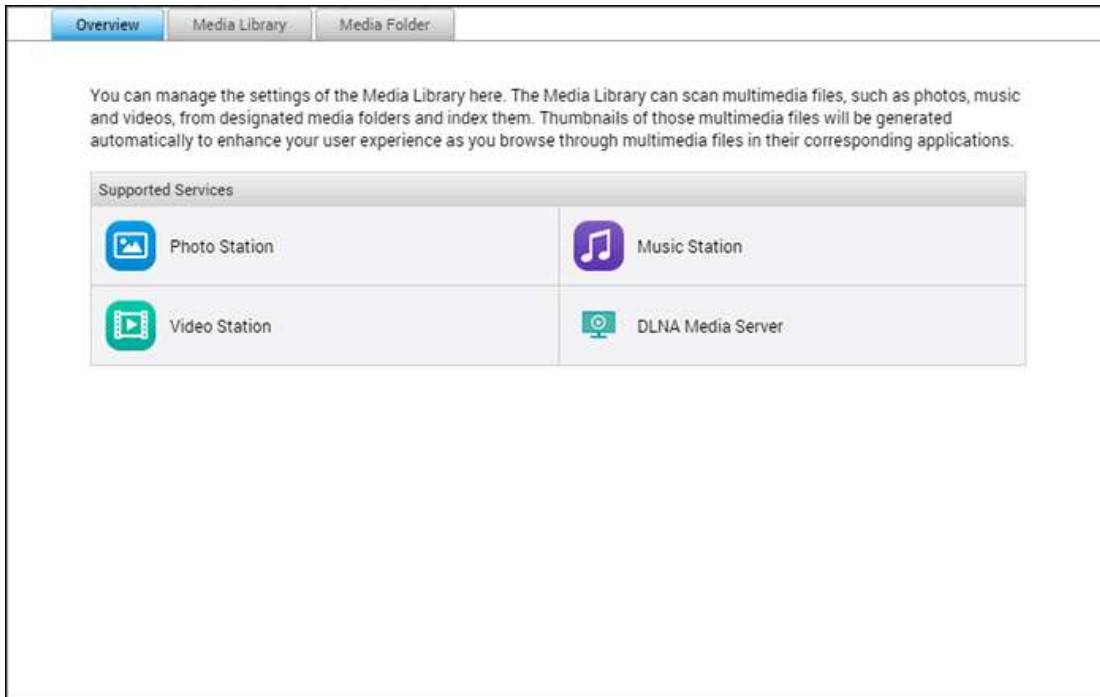 Overview
Media Library
Media Folder
You can manage the settings of the Media Library here. The Media Library can scan multimedia files, such as photos, music
and videos, from designated media folders and index them. Thumbnails of those multimedia files will be generated
automatically to enhance your user experience as you browse through multimedia files in their corresponding applications.
Supported Services
Photo Station
Music Station
Video Station
DLNA Media Server